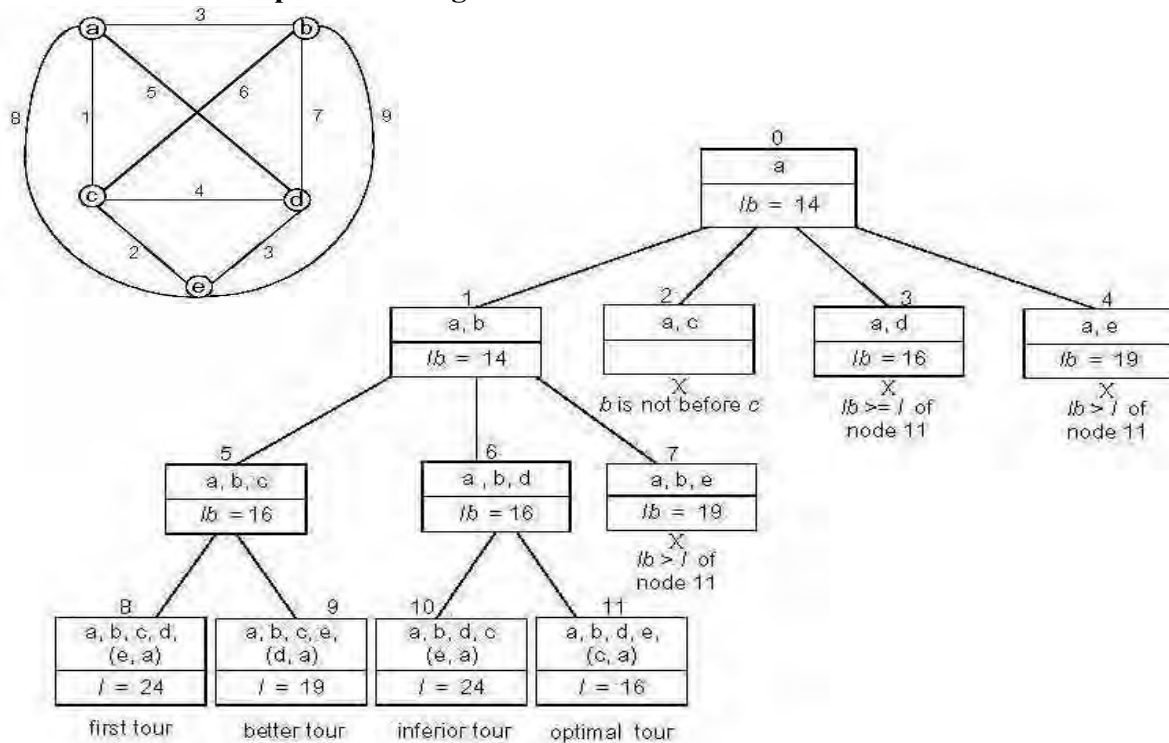 3
a
b
8
5
6
1
7
9
c
4
d
2
3
e
0
a
lb = 14
1
a, b
lb = 14
2
a, c
X
b is not before c
3
a, d
lb = 16
X
lb >= l of
node 11
4
a, e
lb = 19
X
lb > l of
node 11
5
a, b, c
lb = 16
6
a , b, d
lb = 16
7
a, b, e
lb = 19
X
lb > l of
node 11
8
a, b, c, d,
(e, a)
l = 24
first tour
9
a, b, c, e,
(d, a)
l = 19
better tour
10
a, b, d, c
(e, a)
l = 24
inferior tour
11
a, b, d, e,
(c, a)
l = 16
optimal tour